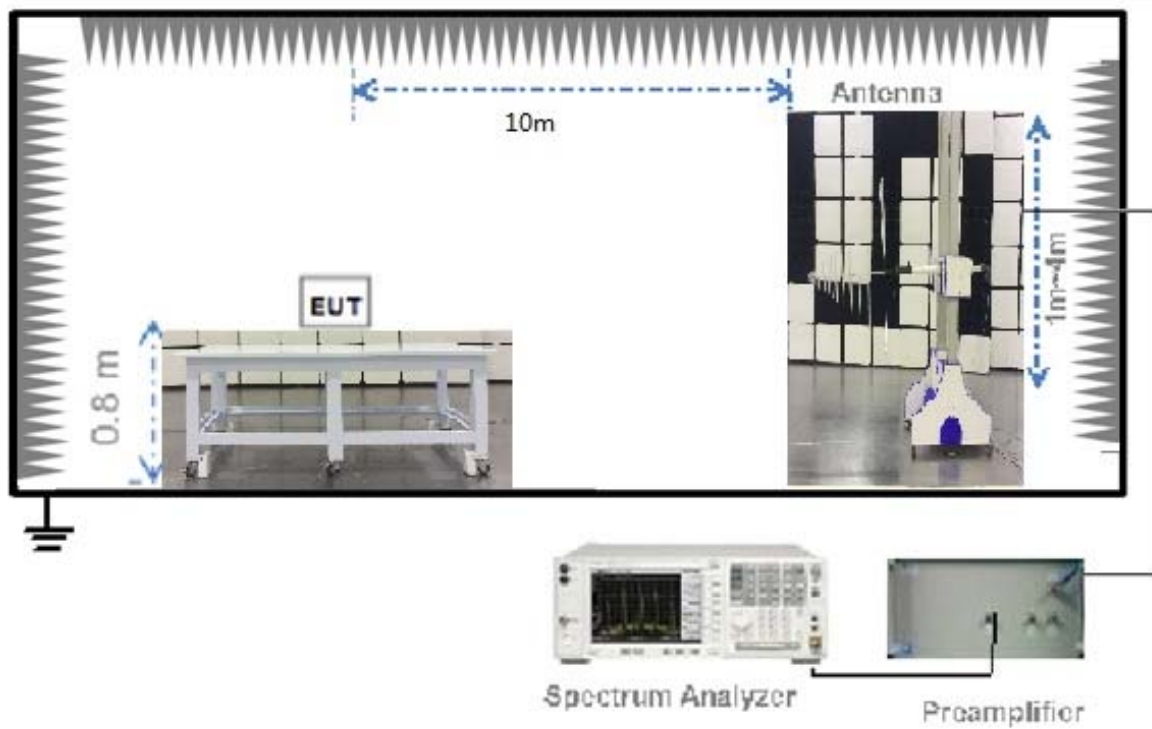 Antenna
10m
1m-4m
EUT
0.8 m
Spectrum Analyzer
Preamplifier